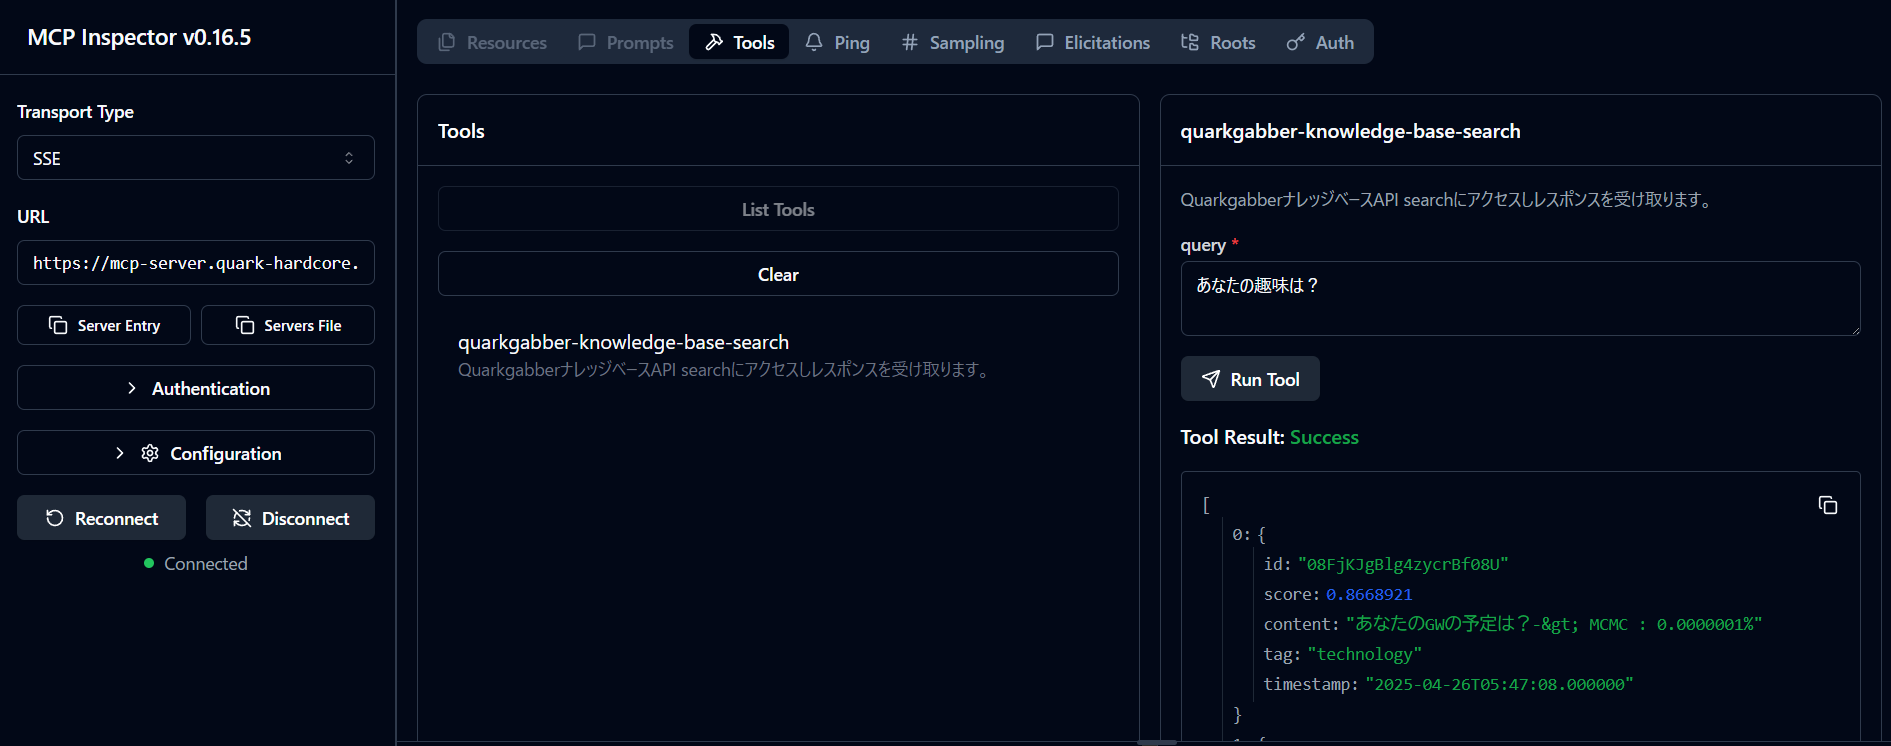 MCP Inspector v0.16.5
Transport Type
SSE
URL
https://mcp-server.quark-hardcore.
Server Entry
Servers File
Authentication
Configuration
Reconnect
Disconnect
Connected
Resources
Prompts
Tools
Ping
Sampling
Elicitations
Roots
Auth
Tools
List Tools
Clear
quarkgabber-knowledge-base-search
QuarkgabberナレッジベースAPI searchにアクセスしレスポンスを受け取ります。
quarkgabber-knowledge-base-search
QuarkgabberナレッジベースAPI searchにアクセスしレスポンスを受け取ります。
query *
あなたの趣味は？
Run Tool
Tool Result: Success
[
0: {
id: "08FjKJgBlg4zycrBf08U"
score: 0.8668921
content: "あなたのGWの予定は？-&gt; MCMC : 0.0000001%"
tag: "technology"
timestamp: "2025-04-26T05:47:08.000000"
}